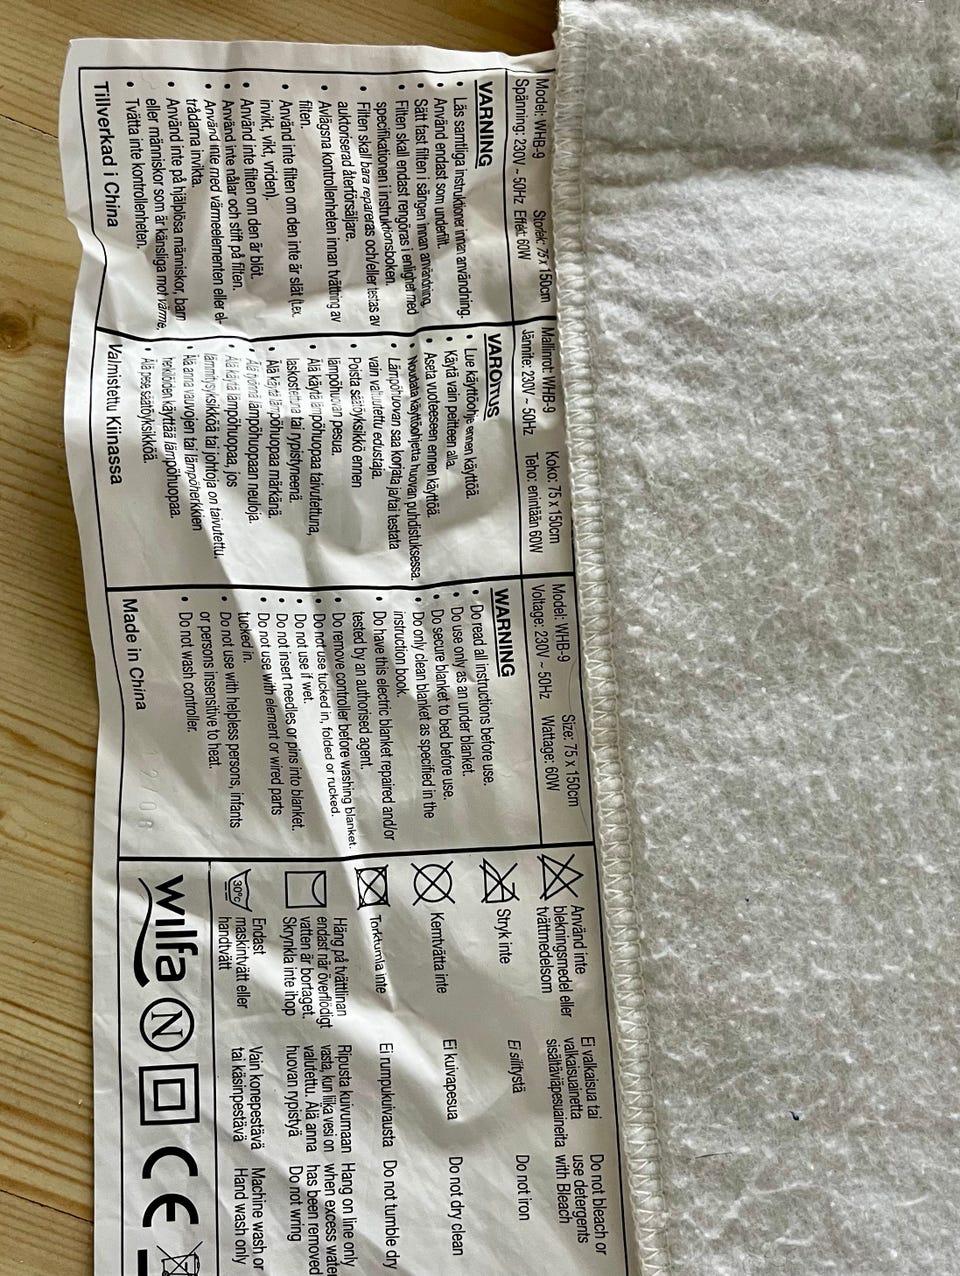 Model: WHB-9 Storlek: 75 x 150cm
Spänning: 230V ~ 50Hz Effekt: 60W
VARNING
• Läs samtliga instruktioner innan användning.
• Använd endast som underfilt.
• Sätt fast filten i sängen innan användning.
• Filten skal endast rengöras i enlighet med
specifikationen i instruktionsboken.
• Filten skall bara repareras och/eller testas av
auktoriserad återförsäljare.
• Avlägsna kontrollenheten innan tvättning av
filten.
• Använd inte filten om den inte är slät (t.ex.
invikt, vikt, vriden).
• Använd inte filten om den är blöt.
• Använd inte nålar och stift på filten.
• Använd inte med värmeelementen eller el-
trådarna invikta.
• Använd inte på hjälplösa människor, barn
eller människor som är känsliga mot värme.
• Tvätta inte kontrollenheten.
Tillverkad i China
Mallinrot: WHB-9 Koko: 75 x 150cm
Jännite: 230V ~ 50Hz Teho: enintään 60W
VAROITUS
• Lue käyttöohje ennen käyttöä.
• Käytä vain peitteen alla.
• Aseta vuoteeseen ennen käyttöä.
• Noudata käyttöohjetta huovan puhdistuksessa.
• Lämpöhuovan saa korjata ja/tai testata
vain valtuutettu edustaja.
• Poista säätöyksikkö ennen
lämpöhuovan pesua.
• Älä käytä lämpöhuopaa taivutettuna,
laskostettuna tai rypistyneenä.
• Älä käytä lämpöhuopaa märkänä.
• Älä työnnä lämpöhuopaan neuloja.
• Älä käytä lämpöhuopaa, jos
lämmitysyksikköä tai johtoja on taivutettu.
• Älä anna vauvojen tai lämpöherkkien
henkilöiden käyttää lämpöhuopaa.
• Älä pese säätöyksikköä.
Valmistettu Kiinassa
Model: WHB-9 Size: 75 x 150cm
Voltage: 230V ~ 50Hz Wattage: 60W
WARNING
• Do read all instructions before use.
• Do use only as an under blanket.
• Do secure blanket to bed before use.
• Do only clean blanket as specified in the
instruction book.
• Do have this electric blanket repaired and/or
tested by an authorised agent.
• Do remove controller before washing blanket.
• Do not use tucked in, folded or rucked.
• Do not use if wet.
• Do not insert needles or pins into blanket.
• Do not use with element or wired parts
tucked in.
• Do not use with helpless persons, infants
or persons insensitive to heat.
• Do not wash controller.
Made in China
Använd inte
blekningsmedel eller
tvättmedelsom
Ei valkaisua tai
valkaisuainetta
sisältäviäpesuaineita
Do not bleach or
use detergents
with Bleach
Stryk inte
Ei silitystä
Do not iron
Kemtvätta inte
Ei kuivapesua
Do not dry clean
Torktumla inte
Ei rumpukuivausta
Do not tumble dry
Häng på tvättlinan
endast när överflödigt
vatten är bortaget.
Skrynkla inte ihop
Ripusta kuivumaan
vasta, kun liika vesi on
valutettu. Älä anna
huovan rypistyä
Hang on line only
when excess water
has been removed
Do not wring
30°c
Endast
maskintvätt eller
handtvätt
Vain konepestävä
tai käsinpestävä
Machine wash or
Hand wash only
wilfa N CE